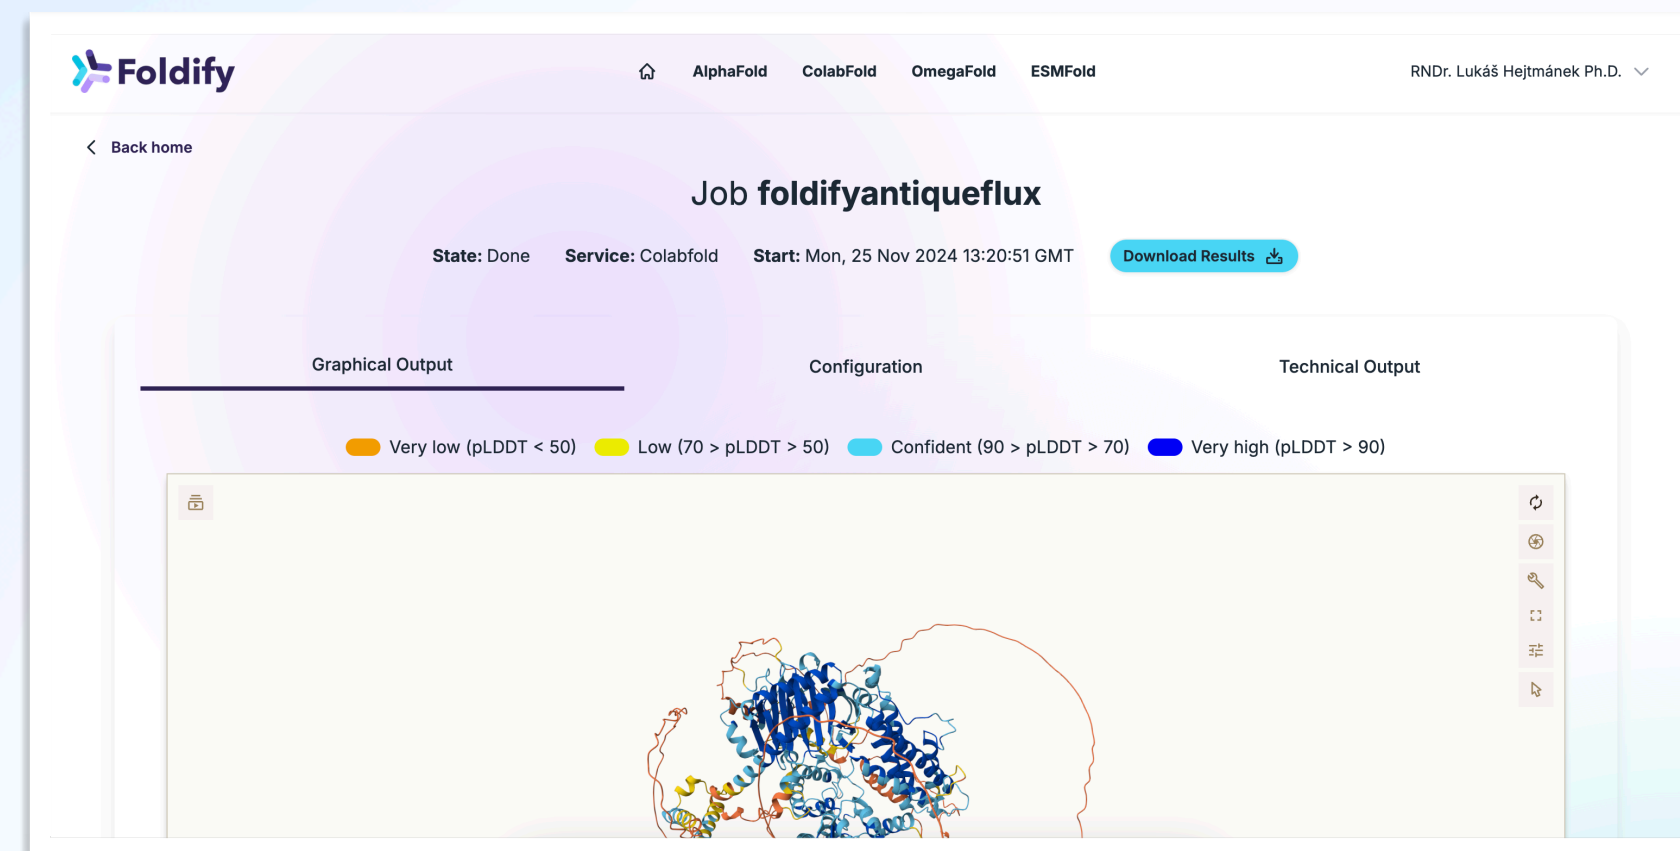 Foldify
AlphaFold ColabFold OmegaFold ESMFold
RNDr. Lukáš Hejtmánek Ph.D.
Back home
Job foldifyantiqueflux
State: Done Service: Colabfold Start: Mon, 25 Nov 2024 13:20:51 GMT Download Results
Graphical Output Configuration Technical Output
Very low (pLDDT < 50) Low (70 > pLDDT > 50) Confident (90 > pLDDT > 70) Very high (pLDDT > 90)